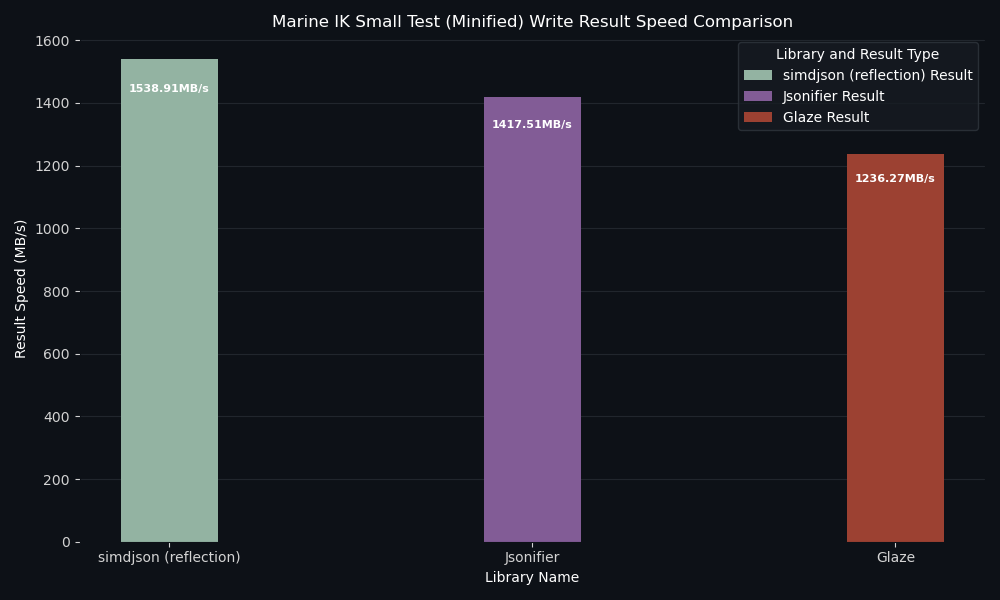 Marine IK Small Test (Minified) Write Result Speed Comparison
Library and Result Type
simdjson (reflection) Result
Jsonifier Result
Glaze Result
1600
1400
1200
1000
800
600
400
200
0
Result Speed (MB/s)
1538.91MB/s
1417.51MB/s
1236.27MB/s
simdjson (reflection)
Jsonifier
Glaze
Library Name